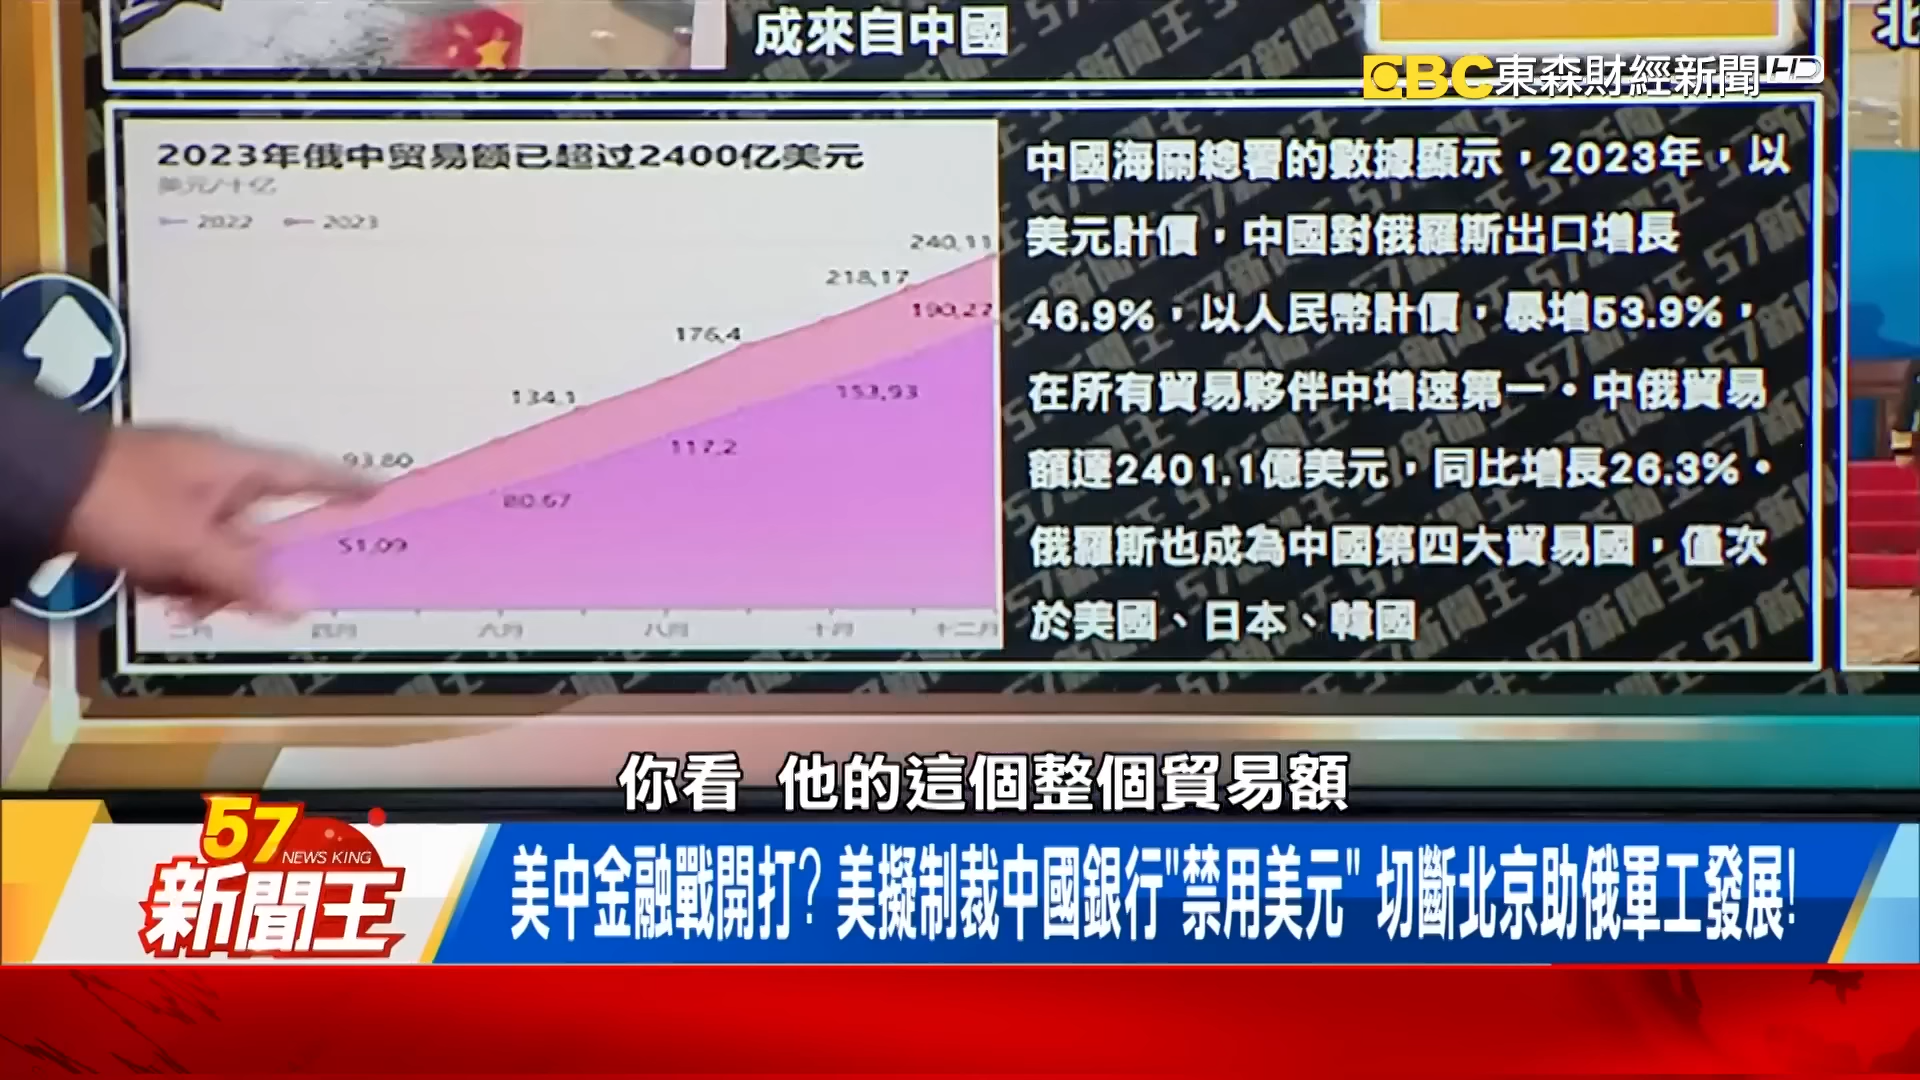 成來自中國
北
EBC東森財經新聞HD
2023年俄中贸易额已超过2400亿美元
美元/十亿
2022
2023
240,11
218,17
190,27
176,4
153,93
134,1
117,2
93.80
80.67
51,09
二月
四月
六月
八月
十月
十二月
中國海關總署的數據顯示，2023年，以
美元計價，中國對俄羅斯出口增長
46.9%，以人民幣計價，暴增53.9%，
在所有貿易夥伴中增速第一。中俄貿易
額達2401.1億美元，同比增長26.3%。
俄羅斯也成為中國第四大貿易國，僅次
於美國、日本、韓國
你看 他的這個整個貿易額
57
NEWS KING
新聞王
美中金融戰開打? 美擬制裁中國銀行"禁用美元" 切斷北京助俄軍工發展!